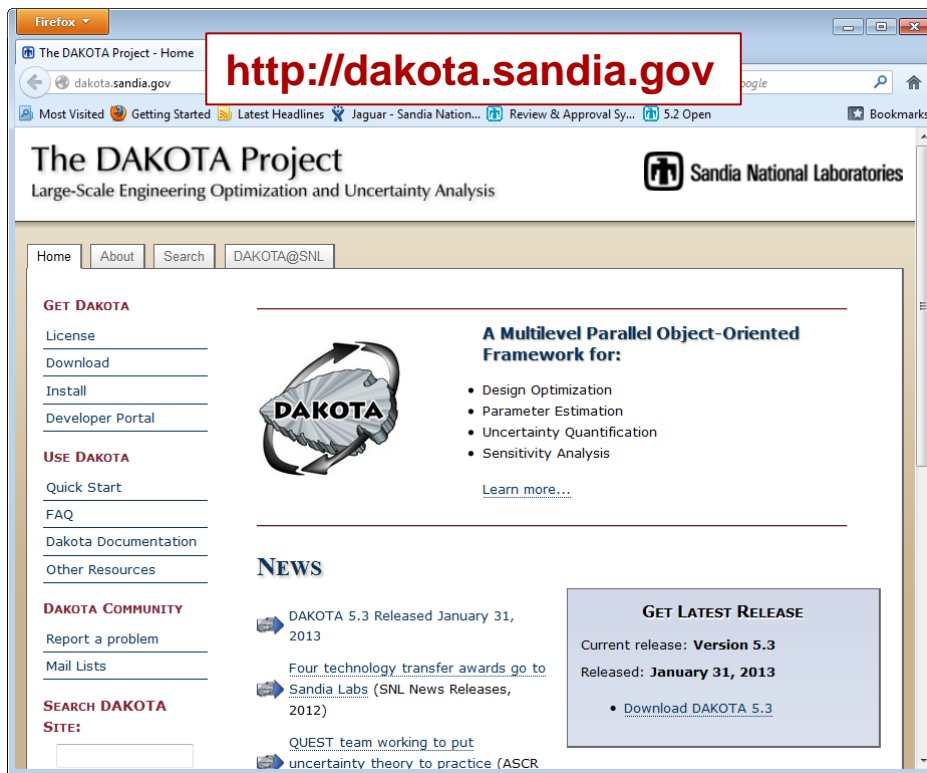 Firefox
The DAKOTA Project - Home
http://dakota.sandia.gov
dakota.sandia.gov
Most Visited Getting Started Latest Headlines Jaguar - Sandia Nation... Review & Approval Sy... 5.2 Open Bookmarks
The DAKOTA Project
Large-Scale Engineering Optimization and Uncertainty Analysis
Sandia National Laboratories
Home About Search DAKOTA@SNL
GET DAKOTA
License
Download
Install
Developer Portal
USE DAKOTA
Quick Start
FAQ
Dakota Documentation
Other Resources
DAKOTA COMMUNITY
Report a problem
Mail Lists
SEARCH DAKOTA
SITE:
DAKOTA
A Multilevel Parallel Object-Oriented
Framework for:
• Design Optimization
• Parameter Estimation
• Uncertainty Quantification
• Sensitivity Analysis
Learn more...
NEWS
DAKOTA 5.3 Released January 31,
2013
Four technology transfer awards go to
Sandia Labs (SNL News Releases,
2012)
QUEST team working to put
uncertainty theory to practice (ASCR
GET LATEST RELEASE
Current release: Version 5.3
Released: January 31, 2013
• Download DAKOTA 5.3